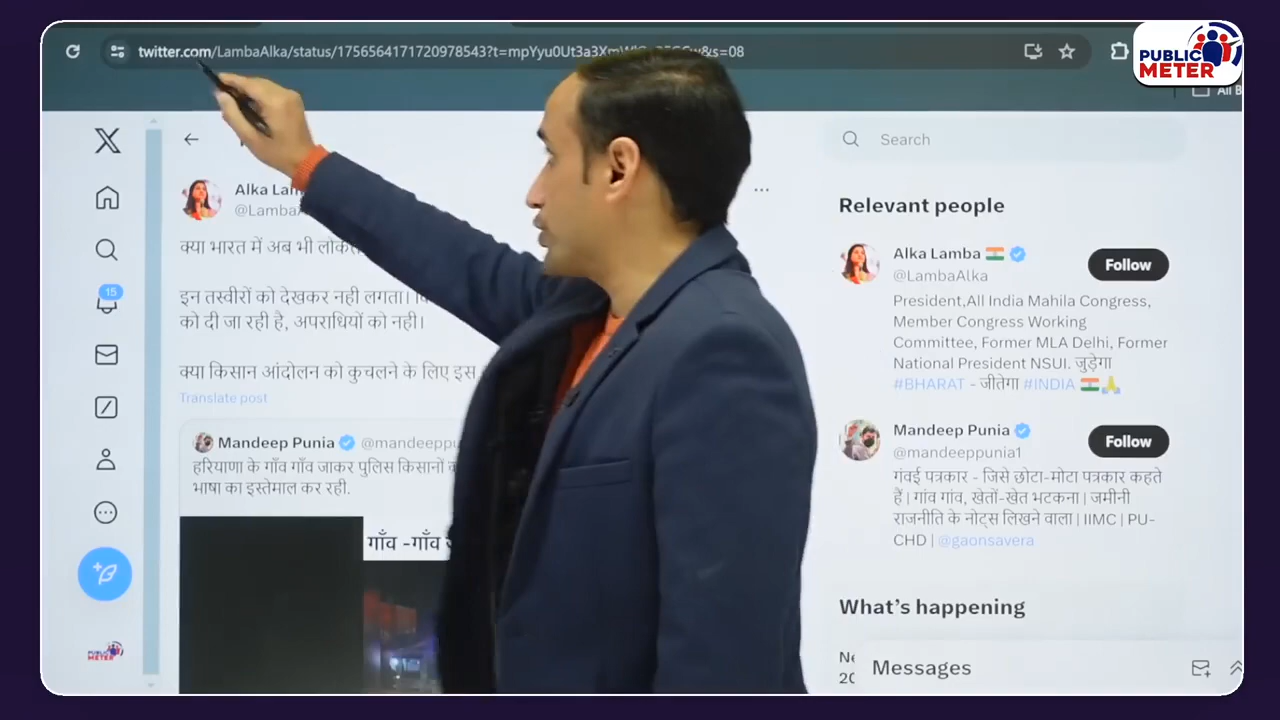 twitter.com/LambaAlka/status/1756564171720978543?t=mpYyu0Ut3a3XmW
&s=08
PUBLIC
METER
All B
Search
Alka Lam
@Lamba
क्या भारत में अब भी
इन तस्वीरों को देखकर नही लगता।
को दी जा रही है, अपराधियों को नही।
क्या किसान आंदोलन को कुचलने के लिए इस
Translate post
Mandeep Punia @mandeeppu
हरियाणा के गाँव गाँव जाकर पुलिस किसानों
भाषा का इस्तेमाल कर रही.
गाँव -गाँव
Relevant people
Alka Lamba
@LambaAlka
Follow
President,All India Mahila Congress,
Member Congress Working
Committee, Former MLA Delhi, Former
National President NSUI. जुड़ेगा
#BHARAT - जीतेगा #INDIA
Mandeep Punia
@mandeeppunia1
Follow
गंवई पत्रकार - जिसे छोटा-मोटा पत्रकार कहते
हैं | गांव गांव, खेतों-खेत भटकना | जमीनी
राजनीति के नोट्स लिखने वाला | IIMC | PU-
CHD | @gaonsavera
What's happening
Messages
15
PUBLIC
METER